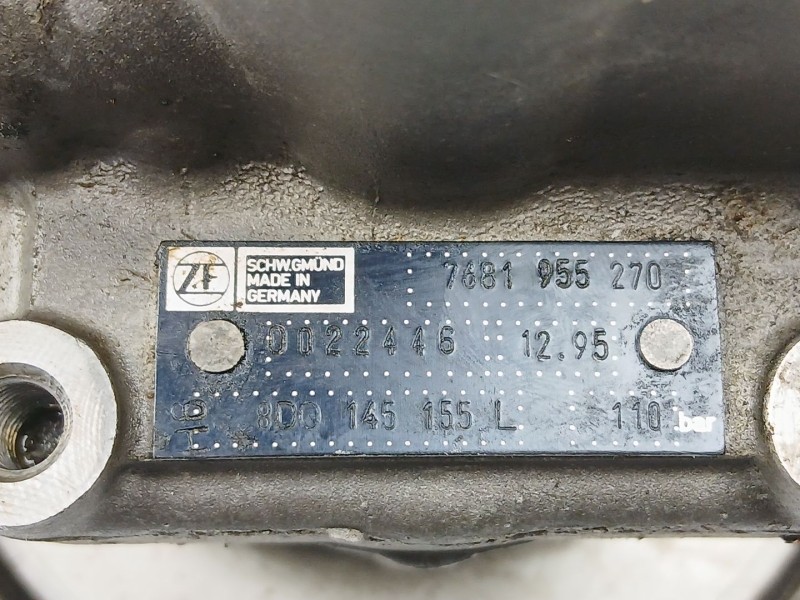 ZF
SCHW.GMÜND
MADE IN
GERMANY
7681 955 270
0022446 12.95
8D0 145 155 L 110 bar